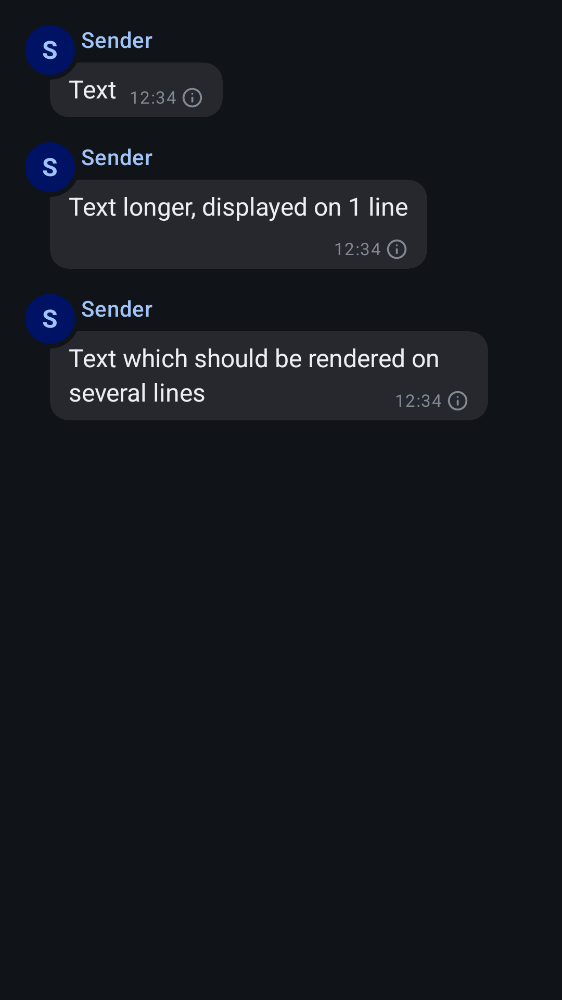 S Sender
Text 12:34
S Sender
Text longer, displayed on 1 line
12:34
S Sender
Text which should be rendered on
several lines 12:34